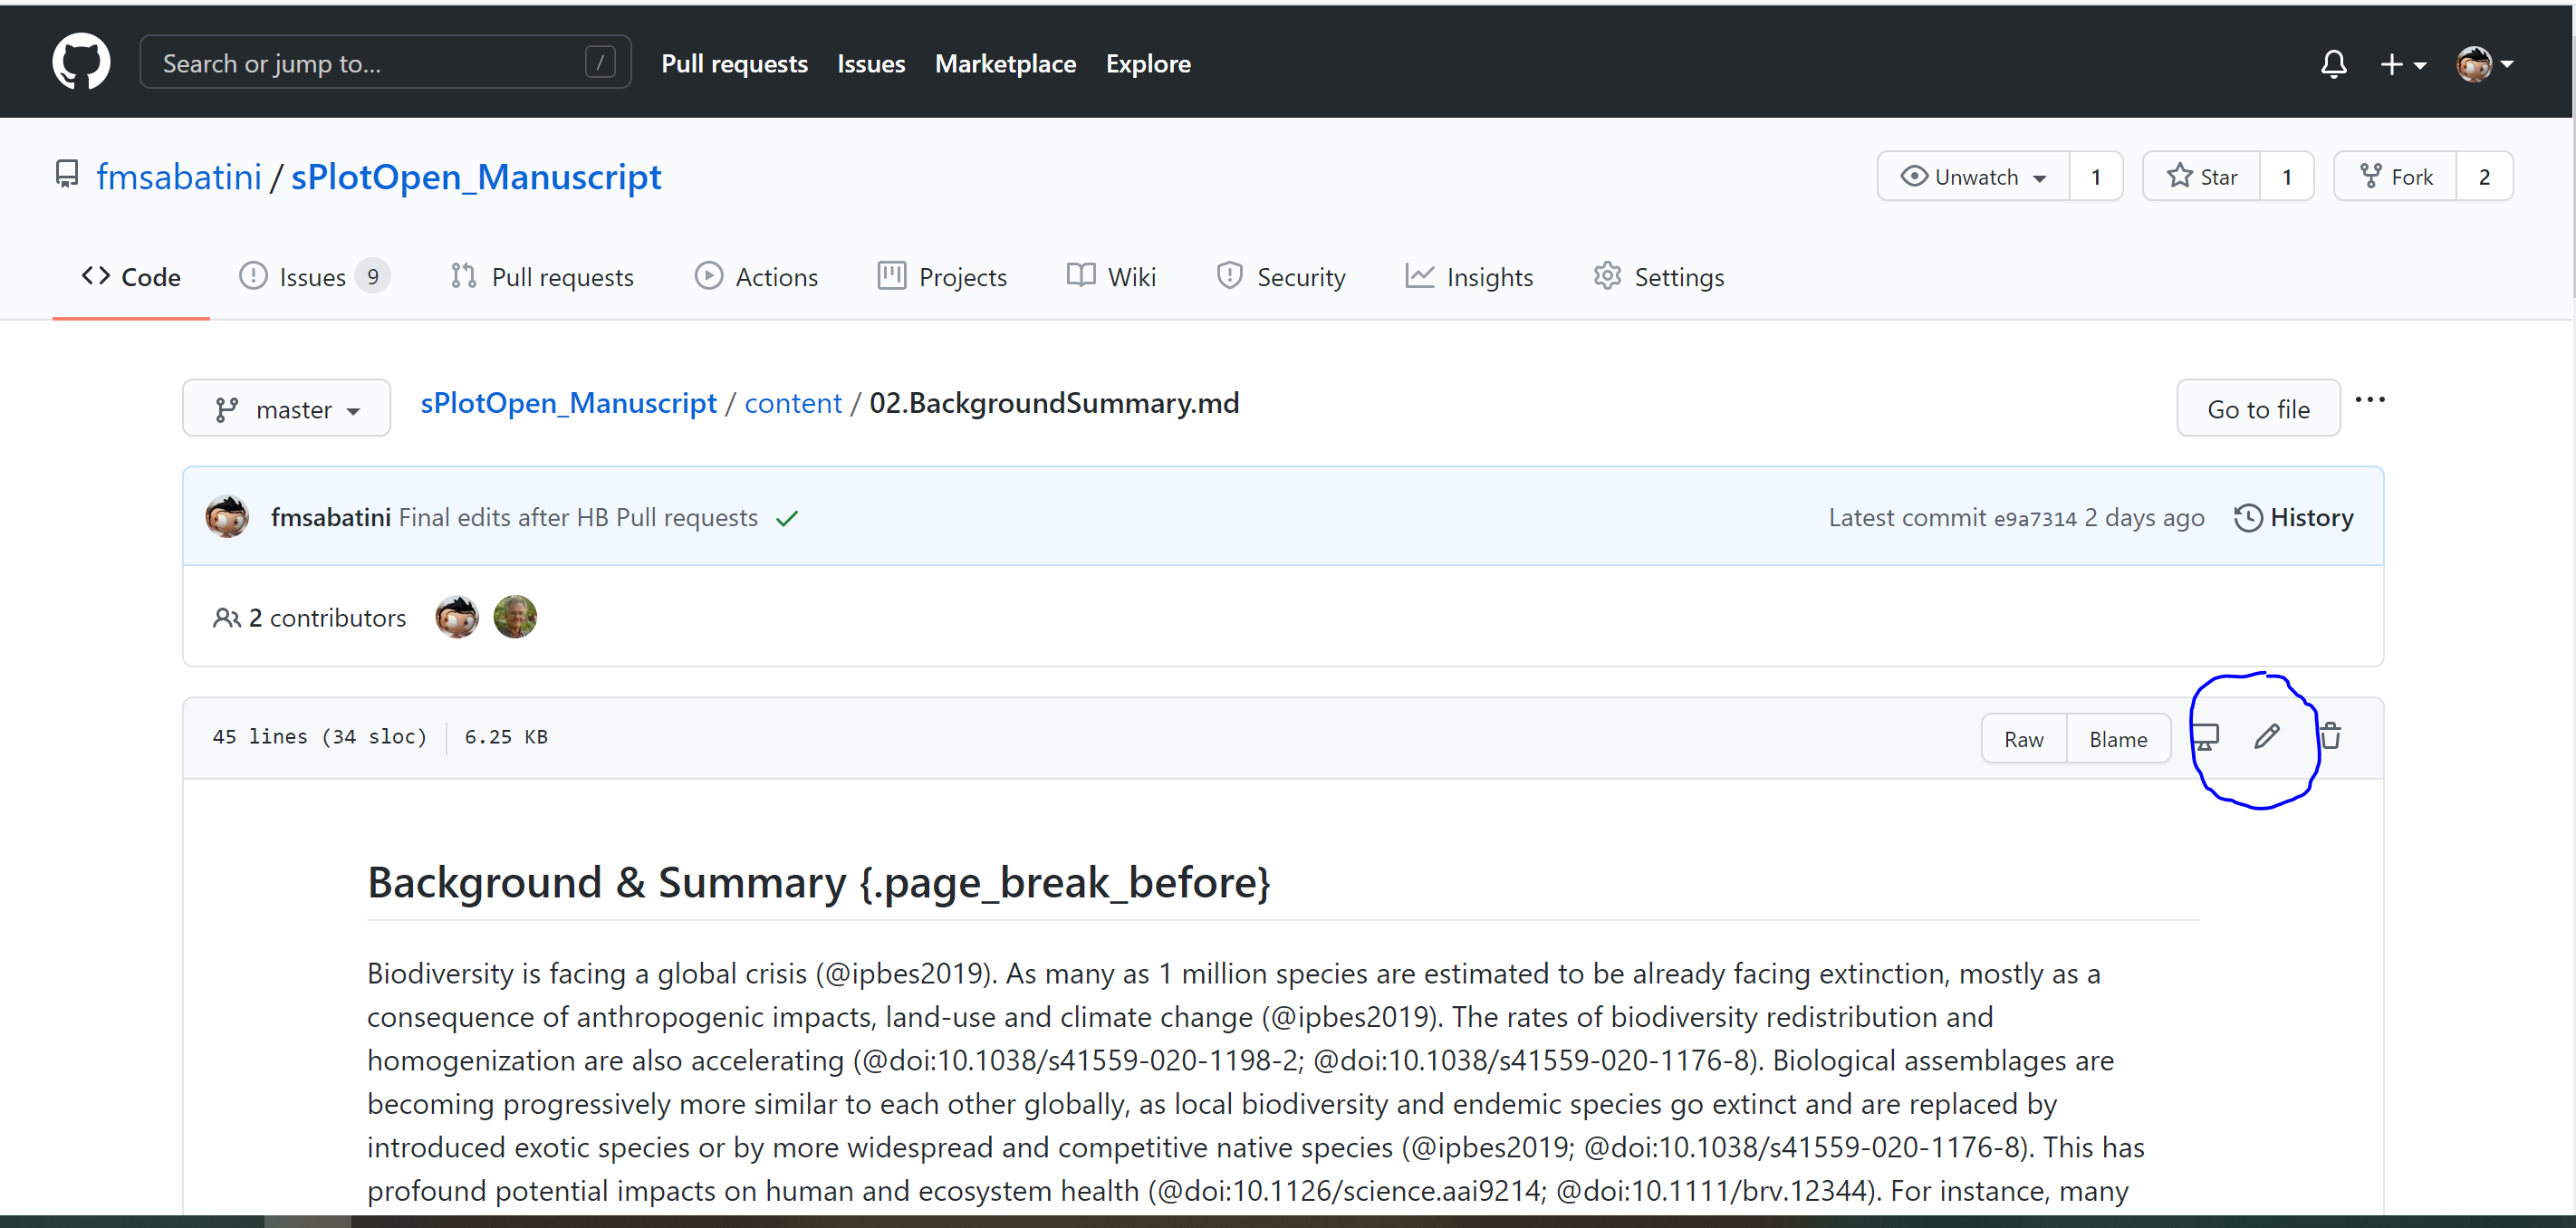 Search or jump to... /
Pull requests Issues Marketplace Explore
fmsabatini / sPlotOpen_Manuscript
Unwatch 1 Star 1 Fork 2
Code Issues 9 Pull requests Actions Projects Wiki Security Insights Settings
master sPlotOpen_Manuscript / content / 02.BackgroundSummary.md Go to file ...
fmsabatini Final edits after HB Pull requests Latest commit e9a7314 2 days ago History
2 contributors
45 lines (34 sloc) 6.25 KB Raw Blame
Background & Summary {.page_break_before}
Biodiversity is facing a global crisis (@ipbes2019). As many as 1 million species are estimated to be already facing extinction, mostly as a
consequence of anthropogenic impacts, land-use and climate change (@ipbes2019). The rates of biodiversity redistribution and
homogenization are also accelerating (@doi:10.1038/s41559-020-1198-2; @doi:10.1038/s41559-020-1176-8). Biological assemblages are
becoming progressively more similar to each other globally, as local biodiversity and endemic species go extinct and are replaced by
introduced exotic species or by more widespread and competitive native species (@ipbes2019; @doi:10.1038/s41559-020-1176-8). This has
profound potential impacts on human and ecosystem health (@doi:10.1126/science.aai9214; @doi:10.1111/brv.12344). For instance, many